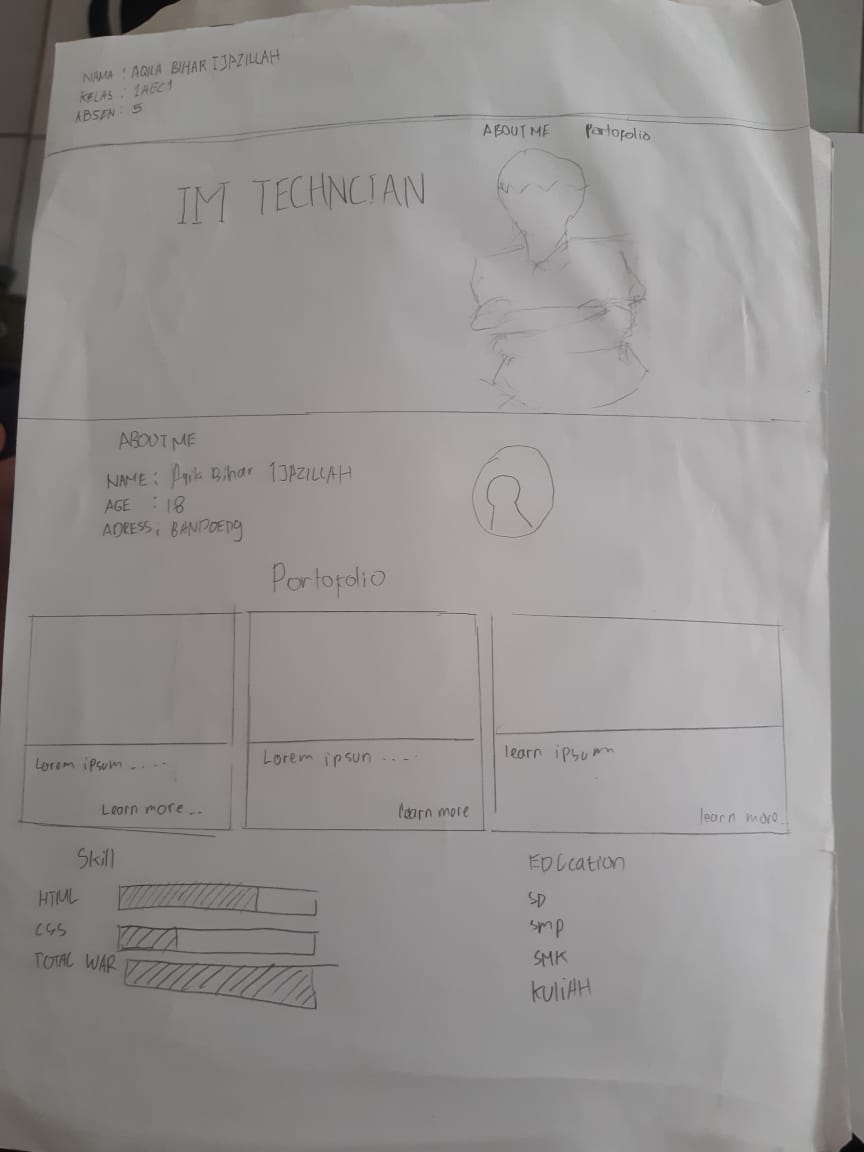 NAMA : AQILA BIHAR IJAZILLAH
KELAS : 1AEC1
ABSEN : 5
ABOUT ME Portofolio
IM TECHNCIAN
ABOUT ME
NAME : Aqila Bihar IJAZILLAH
AGE : 18
ADRESS : BANDOENG
Portofolio
Lorem ipsum ....
Lorem ipsun ....
learn ipsum
Learn more ..
learn more
learn more
Skill
HTML
CSS
TOTAL WAR
EDUcation
SD
smp
SMK
KuliAH